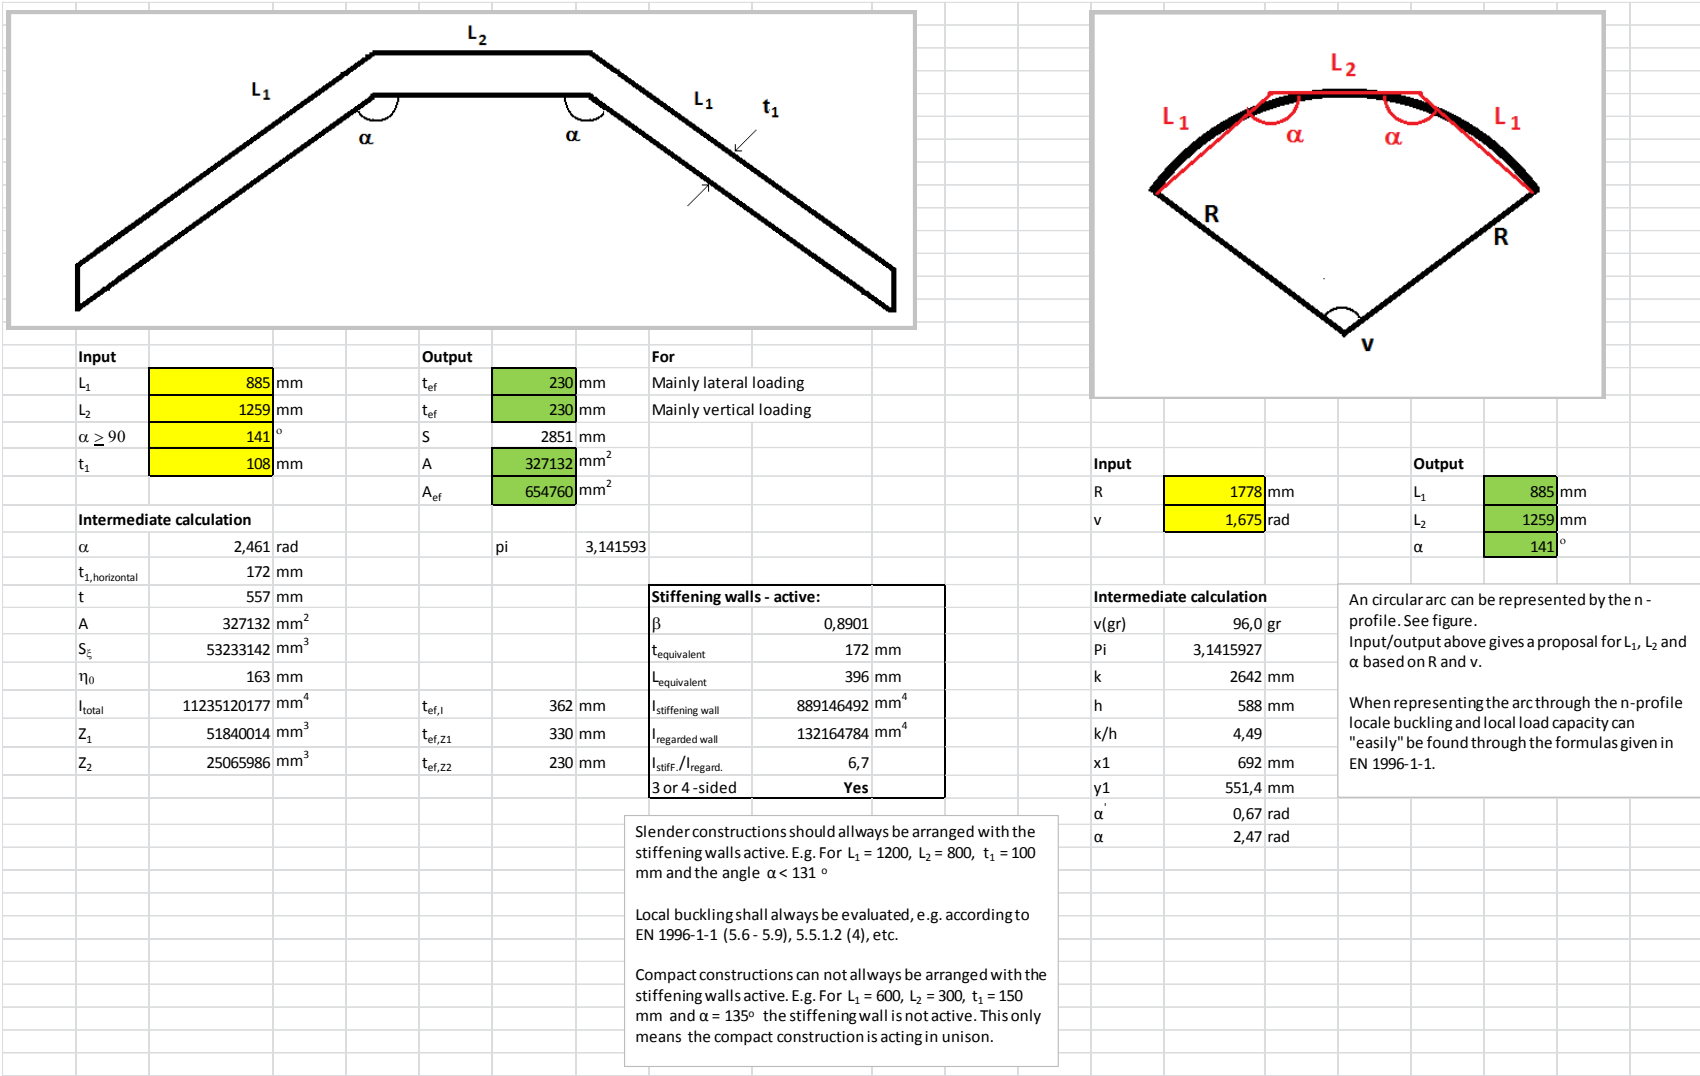 L2
L1
L1
t1
α
α
L2
L1
L1
α
α
R
R
v
Input
Output
For
L1 885 mm
tef 230 mm
Mainly lateral loading
L2 1259 mm
tef 230 mm
Mainly vertical loading
α ≥ 90 141 º
S 2851 mm
t1 108 mm
A 327132 mm2
Aef 654760 mm2
Intermediate calculation
α 2,461 rad
pi 3,141593
t1,horizontal 172 mm
t 557 mm
A 327132 mm2
Sξ 53233142 mm3
η0 163 mm
Itotal 11235120177 mm4
tef,I 362 mm
Z1 51840014 mm3
tef,Z1 330 mm
Z2 25065986 mm3
tef,Z2 230 mm
Stiffening walls - active:
β 0,8901
tequivalent 172 mm
Lequivalent 396 mm
Istiffening wall 889146492 mm4
Iregarded wall 132164784 mm4
IstifF./Iregard. 6,7
3 or 4 -sided Yes
Slender constructions should allways be arranged with the
stiffening walls active. E.g. For L1 = 1200, L2 = 800, t1 = 100
mm and the angle α < 131 º
Local buckling shall always be evaluated, e.g. according to
EN 1996-1-1 (5.6 - 5.9), 5.5.1.2 (4), etc.
Compact constructions can not allways be arranged with the
stiffening walls active. E.g. For L1 = 600, L2 = 300, t1 = 150
mm and α = 135º the stiffening wall is not active. This only
means the compact construction is acting in unison.
Input
Output
R 1778 mm
L1 885 mm
v 1,675 rad
L2 1259 mm
α 141 º
Intermediate calculation
v(gr) 96,0 gr
Pi 3,1415927
k 2642 mm
h 588 mm
k/h 4,49
x1 692 mm
y1 551,4 mm
α' 0,67 rad
α 2,47 rad
An circular arc can be represented by the n -
profile. See figure.
Input/output above gives a proposal for L1, L2 and
α based on R and v.
When representing the arc through the n-profile
locale buckling and local load capacity can
"easily" be found through the formulas given in
EN 1996-1-1.